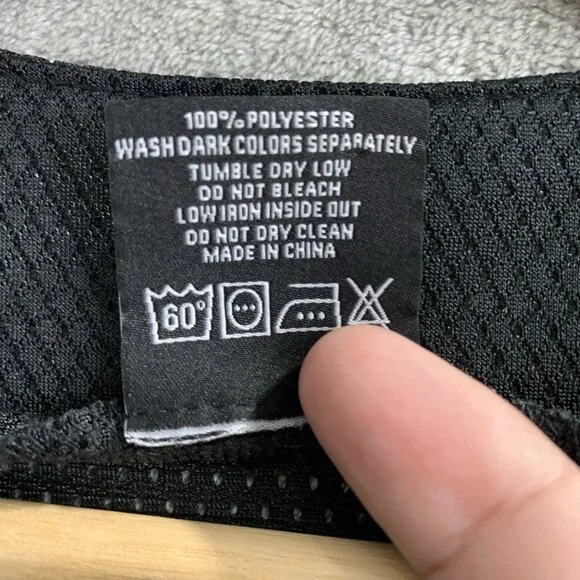 100% POLYESTER
WASH DARK COLORS SEPARATELY
TUMBLE DRY LOW
DO NOT BLEACH
LOW IRON INSIDE OUT
DO NOT DRY CLEAN
MADE IN CHINA
60°